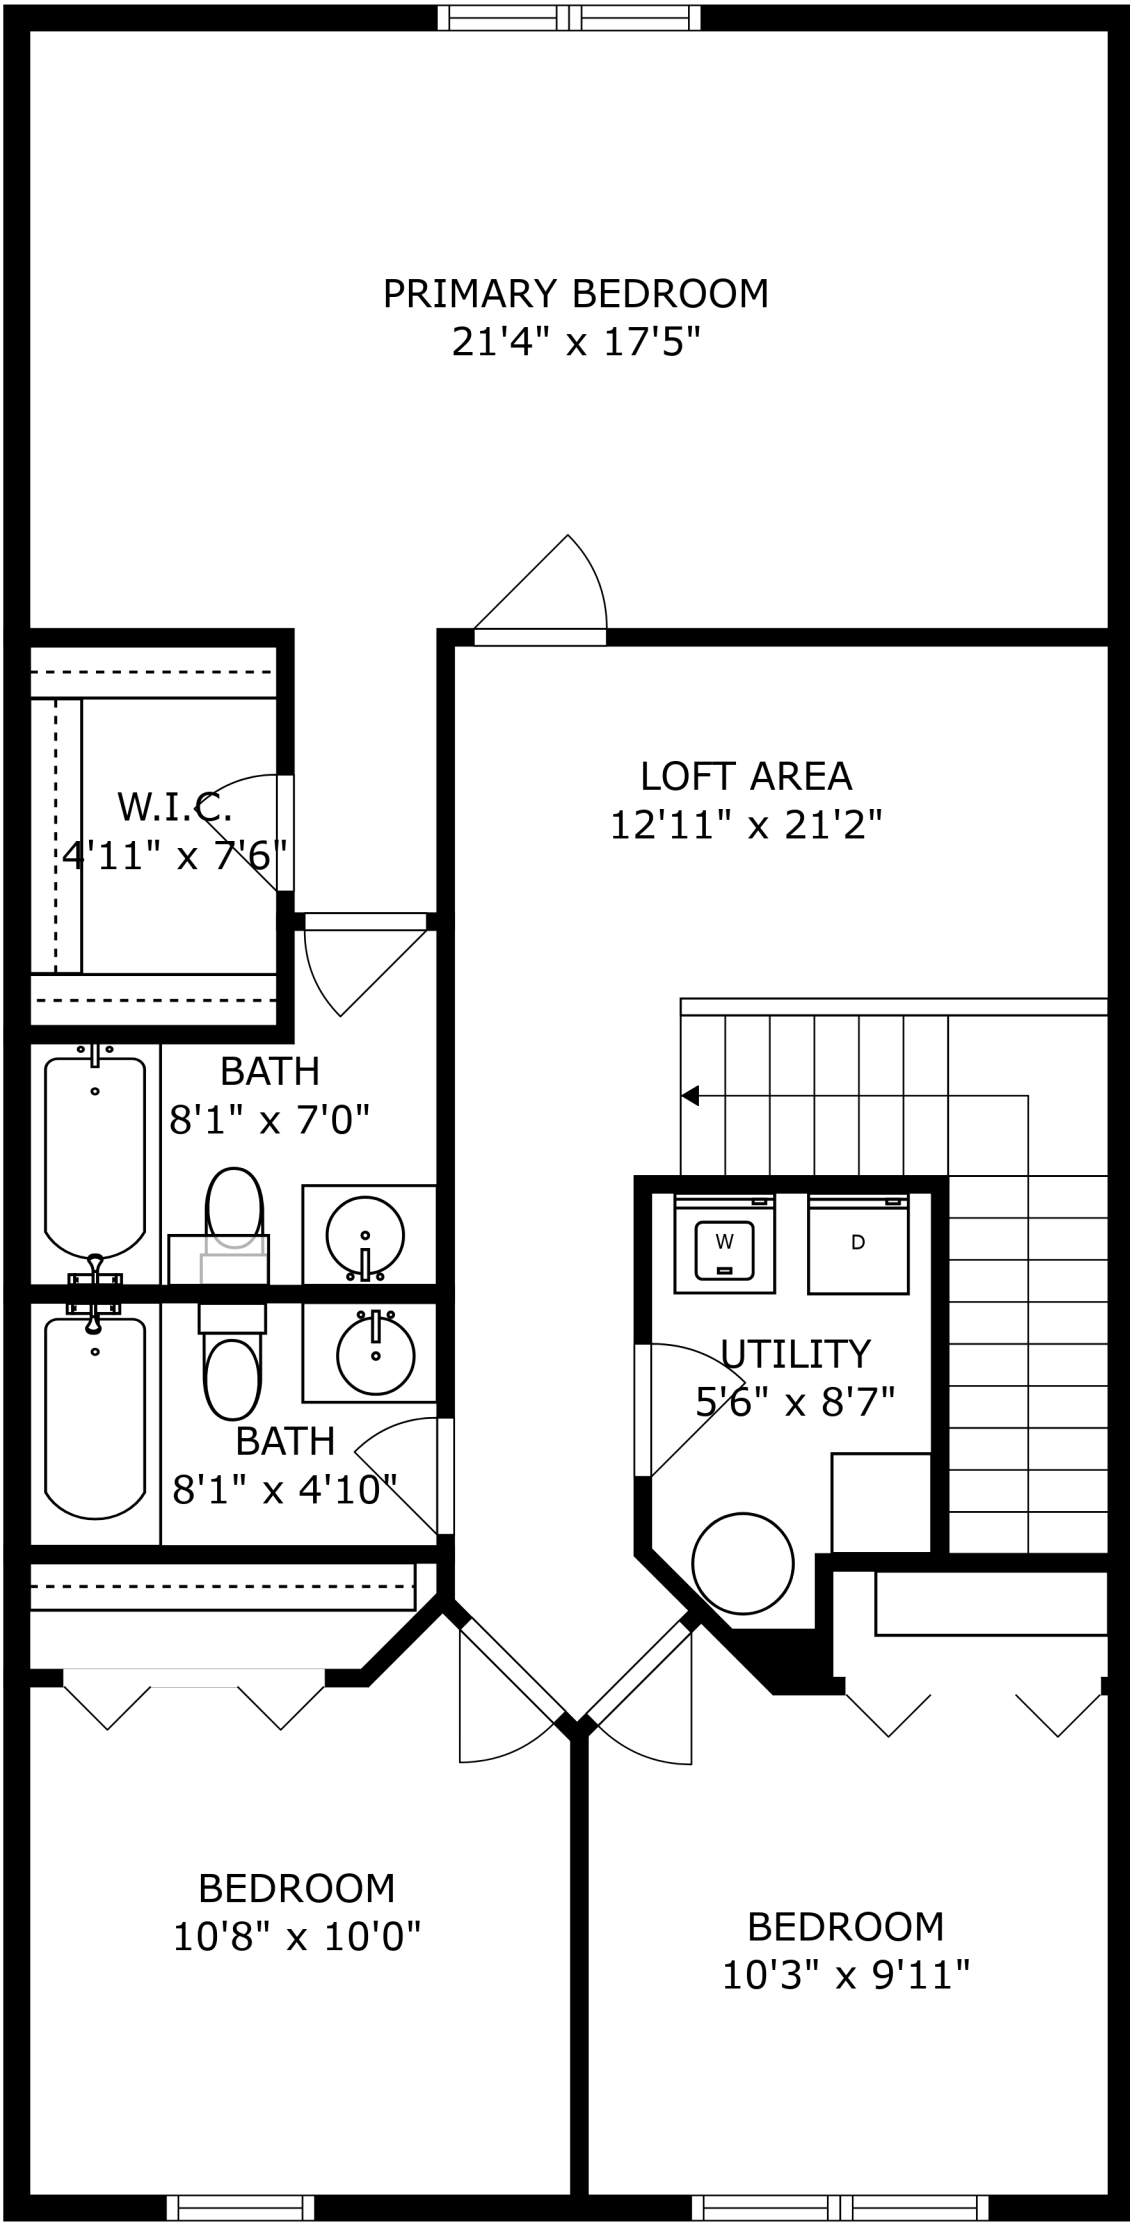 PRIMARY BEDROOM
21'4" x 17'5"
LOFT AREA
12'11" x 21'2"
W.I.C.
4'11" x 7'6"
BATH
8'1" x 7'0"
W
D
UTILITY
5'6" x 8'7"
BATH
8'1" x 4'10"
BEDROOM
10'8" x 10'0"
BEDROOM
10'3" x 9'11"